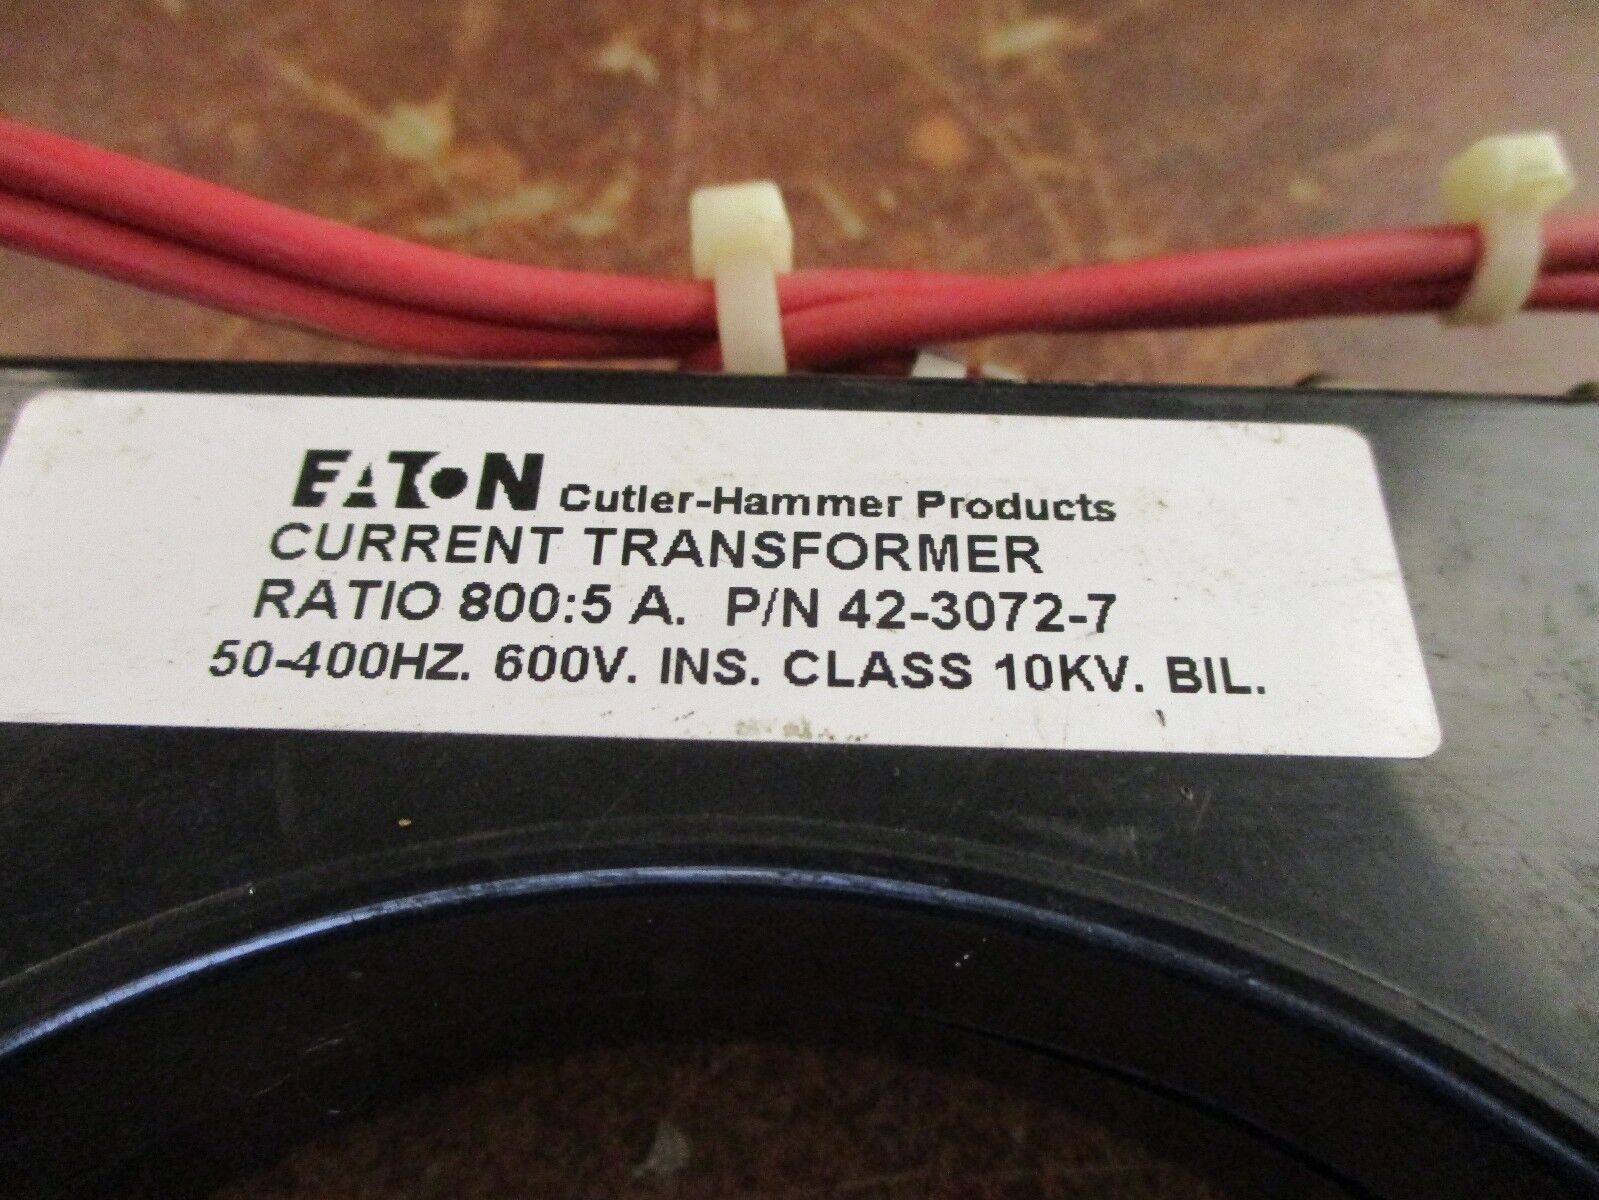 EATON Cutler-Hammer Products
CURRENT TRANSFORMER
RATIO 800:5 A. P/N 42-3072-7
50-400HZ. 600V. INS. CLASS 10KV. BIL.